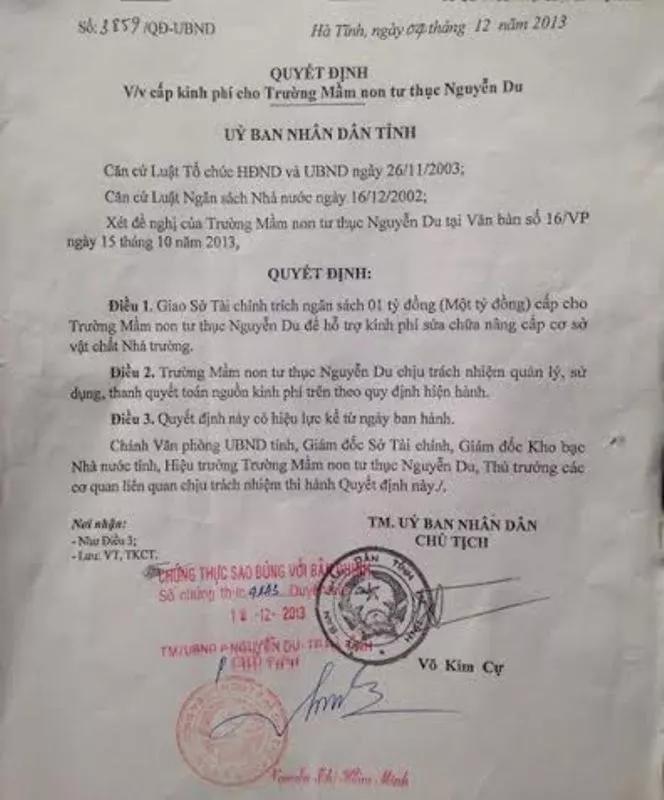 Số: 3859/QĐ-UBND
Hà Tĩnh, ngày 04 tháng 12 năm 2013
QUYẾT ĐỊNH
V/v cấp kinh phí cho Trường Mầm non tư thục Nguyễn Du
UỶ BAN NHÂN DÂN TỈNH
Căn cứ Luật Tổ chức HĐND và UBND ngày 26/11/2003;
Căn cứ Luật Ngân sách Nhà nước ngày 16/12/2002;
Xét đề nghị của Trường Mầm non tư thục Nguyễn Du tại Văn bản số 16/VP
ngày 15 tháng 10 năm 2013,
QUYẾT ĐỊNH:
Điều 1. Giao Sở Tài chính trích ngân sách 01 tỷ đồng (Một tỷ đồng) cấp cho
Trường Mầm non tư thục Nguyễn Du để hỗ trợ kinh phí sửa chữa nâng cấp cơ sở
vật chất Nhà trường.
Điều 2. Trường Mầm non tư thục Nguyễn Du chịu trách nhiệm quản lý, sử
dụng, thanh quyết toán nguồn kinh phí trên theo quy định hiện hành.
Điều 3. Quyết định này có hiệu lực kể từ ngày ban hành.
Chánh Văn phòng UBND tỉnh, Giám đốc Sở Tài chính, Giám đốc Kho bạc
Nhà nước tỉnh, Hiệu trưởng Trường Mầm non tư thục Nguyễn Du, Thủ trưởng các
cơ quan liên quan chịu trách nhiệm thi hành Quyết định này./.
Nơi nhận:
- Như Điều 3;
- Lưu: VT, TKCT.
TM. UỶ BAN NHÂN DÂN
CHỦ TỊCH
CHỨNG THỰC SAO ĐÚNG VỚI BẢN CHÍNH
Số chứng thực
18 -12- 2013
TM/UBND P.NGUYỄN DU
Võ Kim Cự